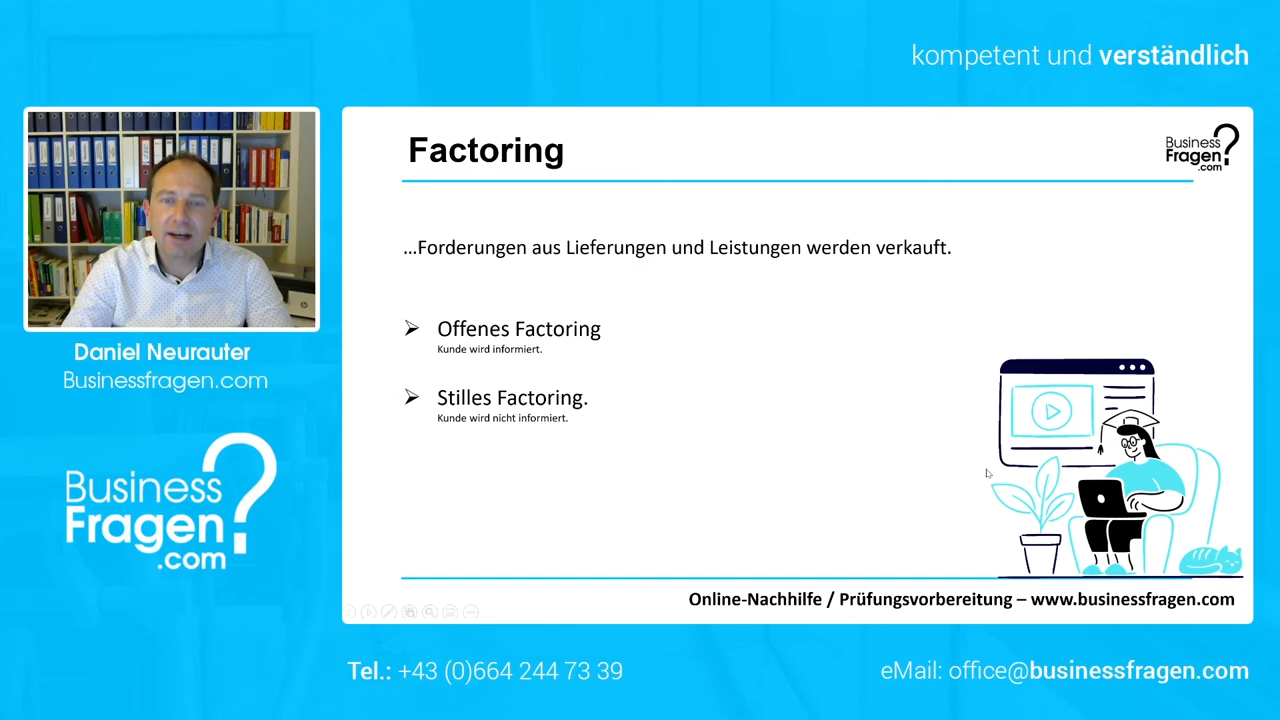 kompetent und verständlich
Factoring
Business
Fragen?
.com
…Forderungen aus Lieferungen und Leistungen werden verkauft.
Offenes Factoring
Kunde wird informiert.
Stilles Factoring.
Kunde wird nicht informiert.
Online-Nachhilfe / Prüfungsvorbereitung – www.businessfragen.com
Daniel Neurauter
Businessfragen.com
Business
Fragen?
.com
Tel.: +43 (0)664 244 73 39
eMail: office@businessfragen.com